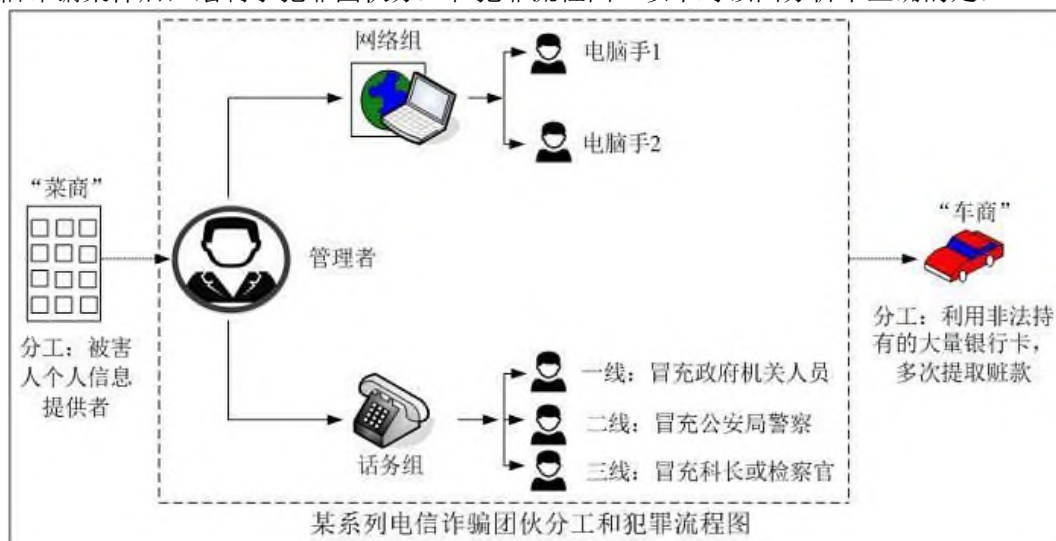 网络组
电脑手1
电脑手2
“菜商”
管理者
分工：被害
人个人信息
提供者
“车商”
分工：利用非法持
有的大量银行卡，
多次提取赃款
话务组
一线：冒充政府机关人员
二线：冒充公安局警察
三线：冒充科长或检察官
某系列电信诈骗团伙分工和犯罪流程图